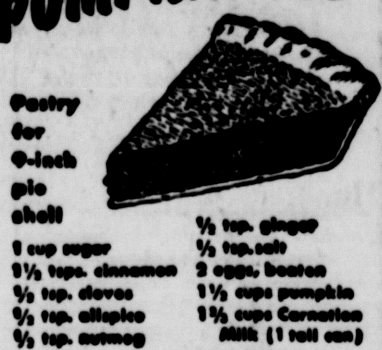 Pastry
for
9-inch
pie
shell
1 cup sugar
1½ tsps. cinnamon
½ tsp. cloves
½ tsp. allspice
½ tsp. nutmeg
½ tsp. ginger
½ tsp. salt
2 eggs, beaten
1½ cups pumpkin
1⅔ cups Carnation
Milk (1 tall can)